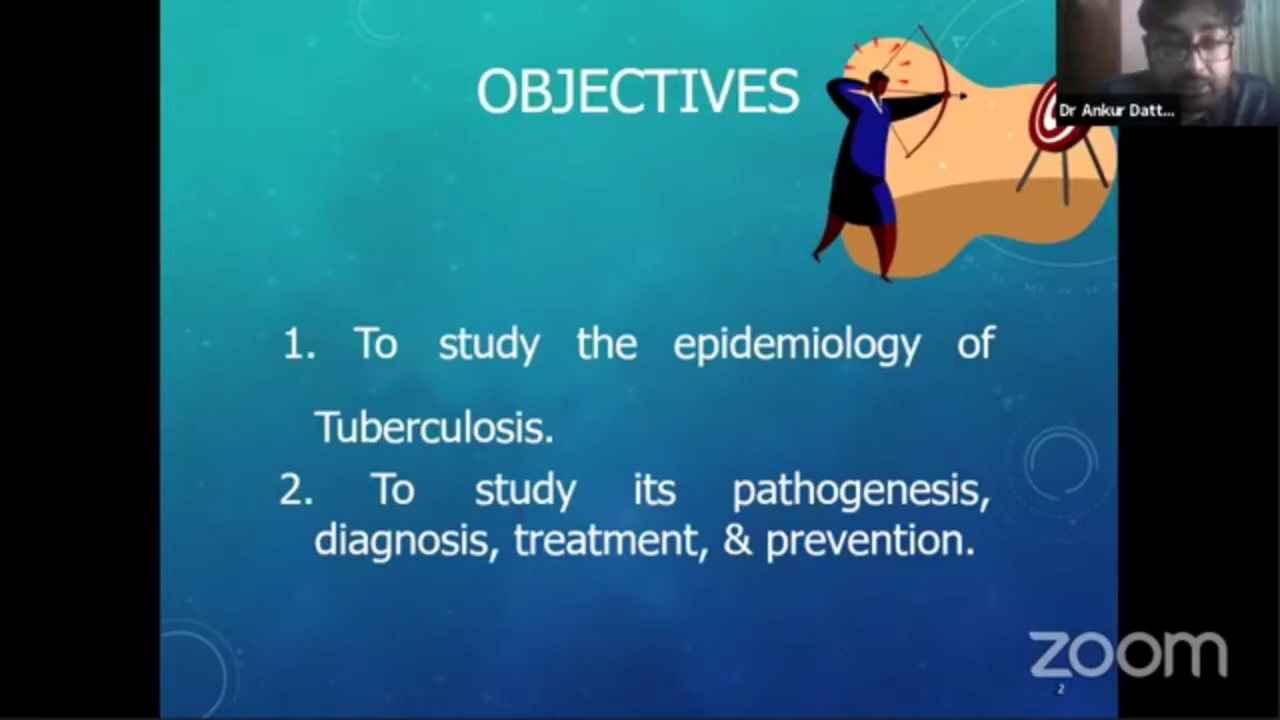 OBJECTIVES
Dr Ankur Datt...
1. To study the epidemiology of
Tuberculosis.
2. To study its pathogenesis,
diagnosis, treatment, & prevention.
zoom
2